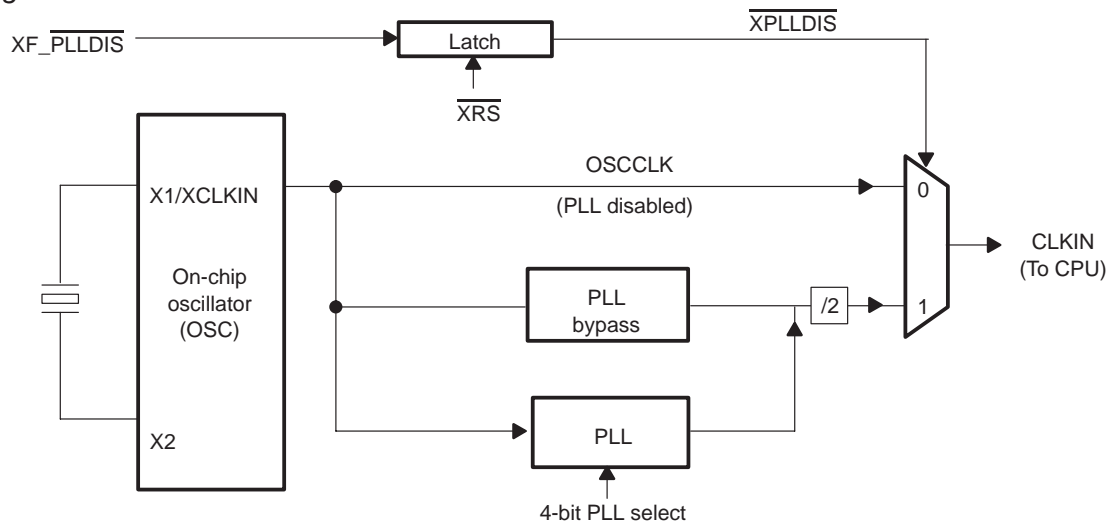 XF_PLLDIS
Latch
XPLLDIS
XRS
X1/XCLKIN
On-chip
oscillator
(OSC)
X2
OSCCLK
(PLL disabled)
0
PLL
bypass
/2
1
CLKIN
(To CPU)
PLL
4-bit PLL select